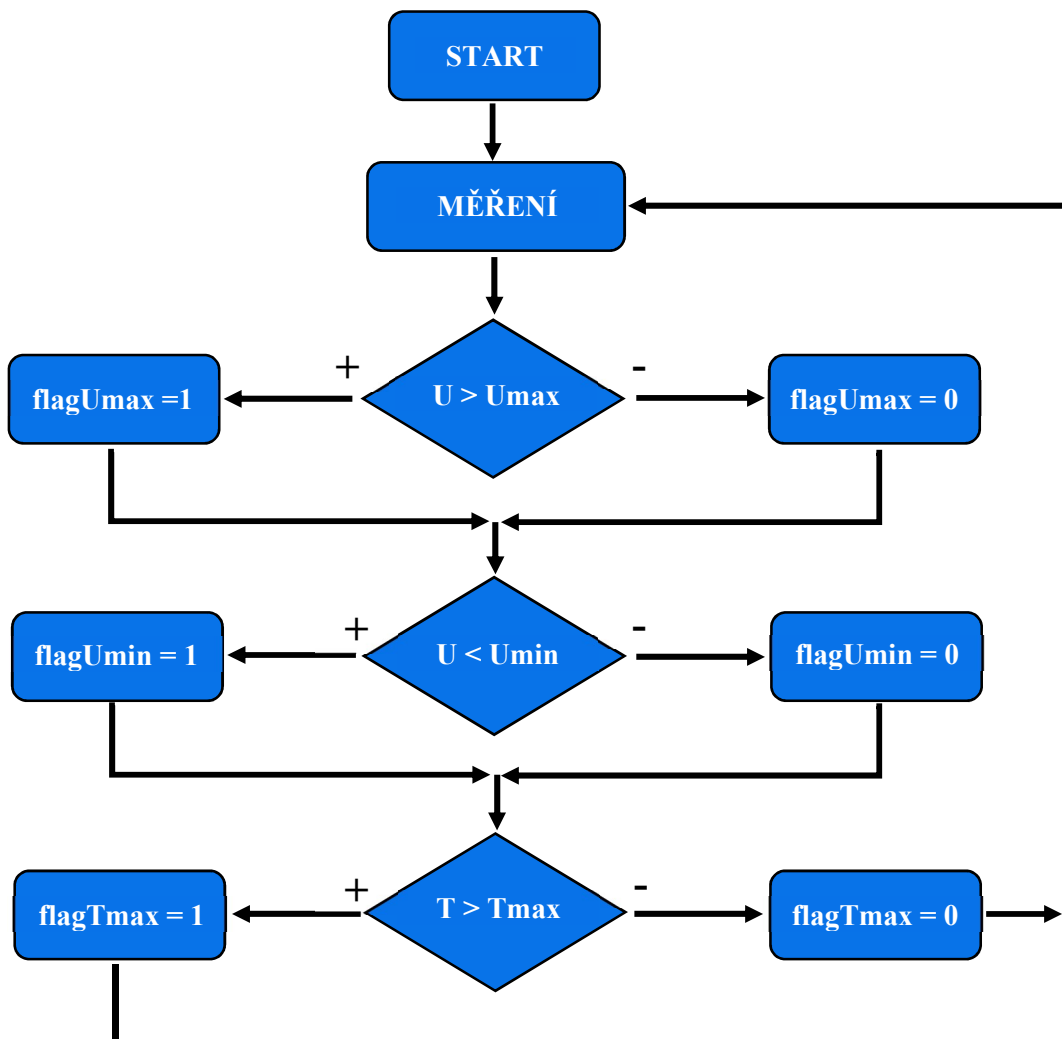 START
MĚŘENÍ
+
-
flagUmax =1
U > Umax
flagUmax = 0
+
-
flagUmin = 1
U < Umin
flagUmin = 0
+
-
flagTmax = 1
T > Tmax
flagTmax = 0